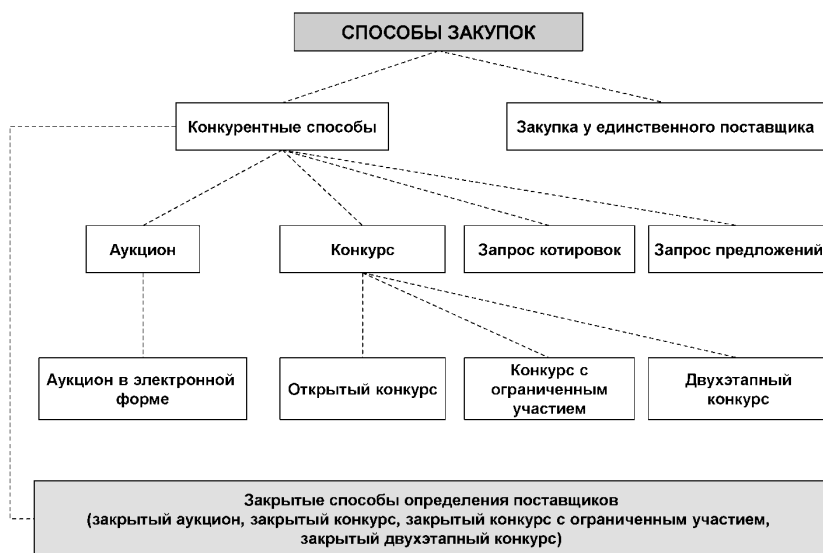 СПОСОБЫ ЗАКУПОК
Конкурентные способы
Закупка у единственного поставщика
Аукцион
Конкурс
Запрос котировок
Запрос предложений
Аукцион в электронной
форме
Открытый конкурс
Конкурс с
ограниченным
участием
Двухэтапный
конкурс
Закрытые способы определения поставщиков
(закрытый аукцион, закрытый конкурс, закрытый конкурс с ограниченным участием,
закрытый двухэтапный конкурс)